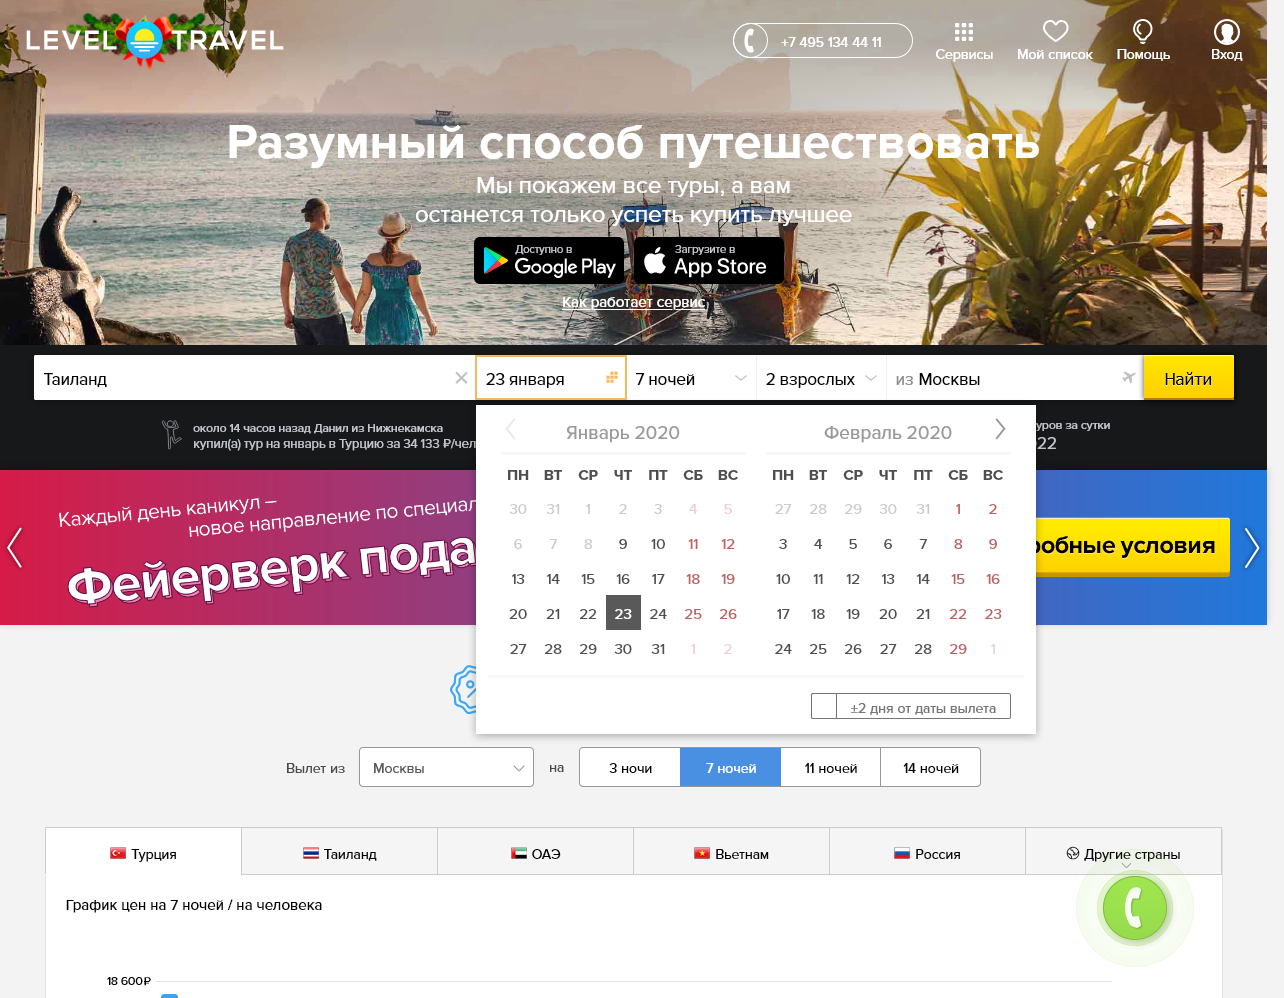 LEVEL TRAVEL
+7 495 134 44 11
Сервисы
Мой список
Помощь
Вход
Разумный способ путешествовать
Мы покажем все туры, а вам
останется только успеть купить лучшее
Доступно в
Google Play
Загрузите в
App Store
Как работает сервис
Таиланд
23 января
7 ночей
2 взрослых
из Москвы
Найти
около 14 часов назад Данил из Нижнекамска
купил(а) тур на январь в Турцию за 34 133 ₽/чел
уров за сутки
22
Январь 2020
ПН ВТ СР ЧТ ПТ СБ ВС
30 31 1 2 3 4 5
6 7 8 9 10 11 12
13 14 15 16 17 18 19
20 21 22 23 24 25 26
27 28 29 30 31 1 2
Февраль 2020
ПН ВТ СР ЧТ ПТ СБ ВС
27 28 29 30 31 1 2
3 4 5 6 7 8 9
10 11 12 13 14 15 16
17 18 19 20 21 22 23
24 25 26 27 28 29 1
±2 дня от даты вылета
Каждый день каникул –
новое направление по специал
Фейерверк пода
робные условия
Вылет из
Москвы
на
3 ночи
7 ночей
11 ночей
14 ночей
Турция
Таиланд
ОАЭ
Вьетнам
Россия
Другие страны
График цен на 7 ночей / на человека
18 600₽